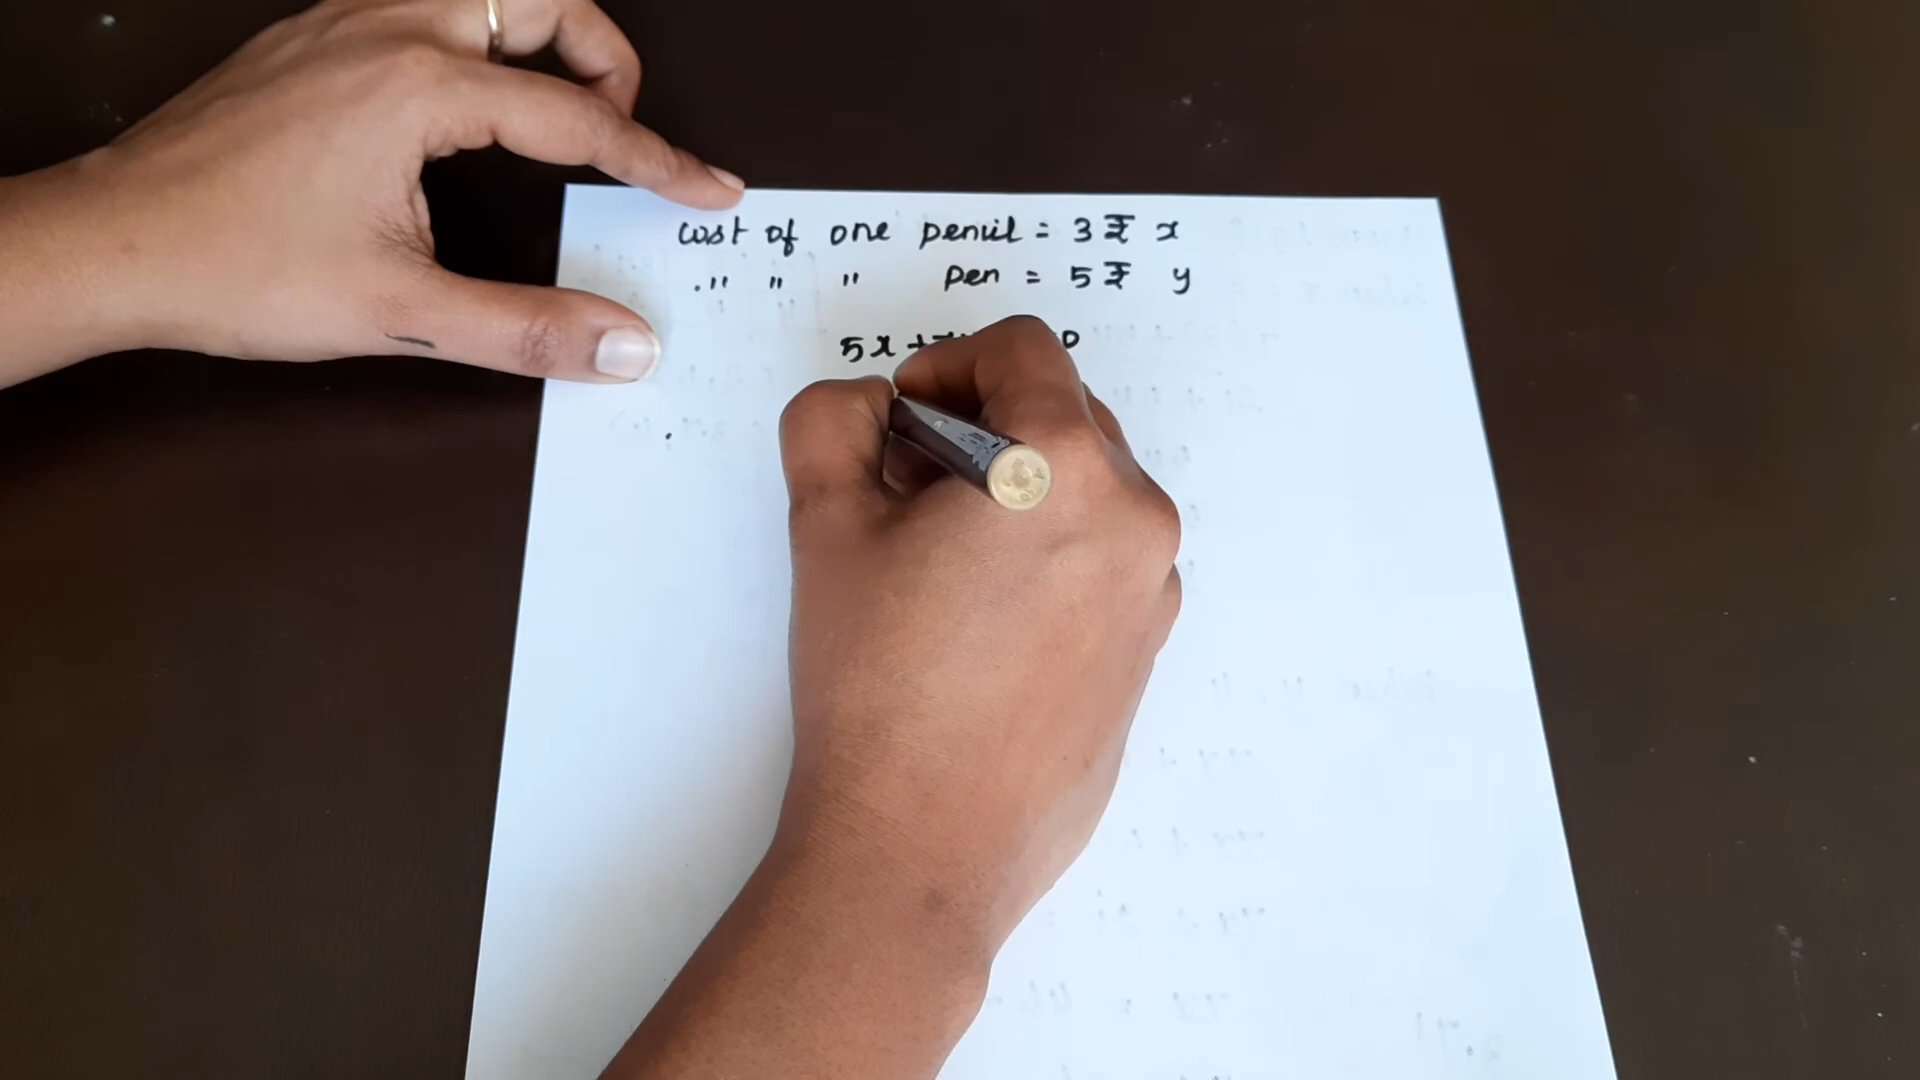 cost of one pencil = 3 ₹ x
." " " pen = 5 ₹ y
5x +